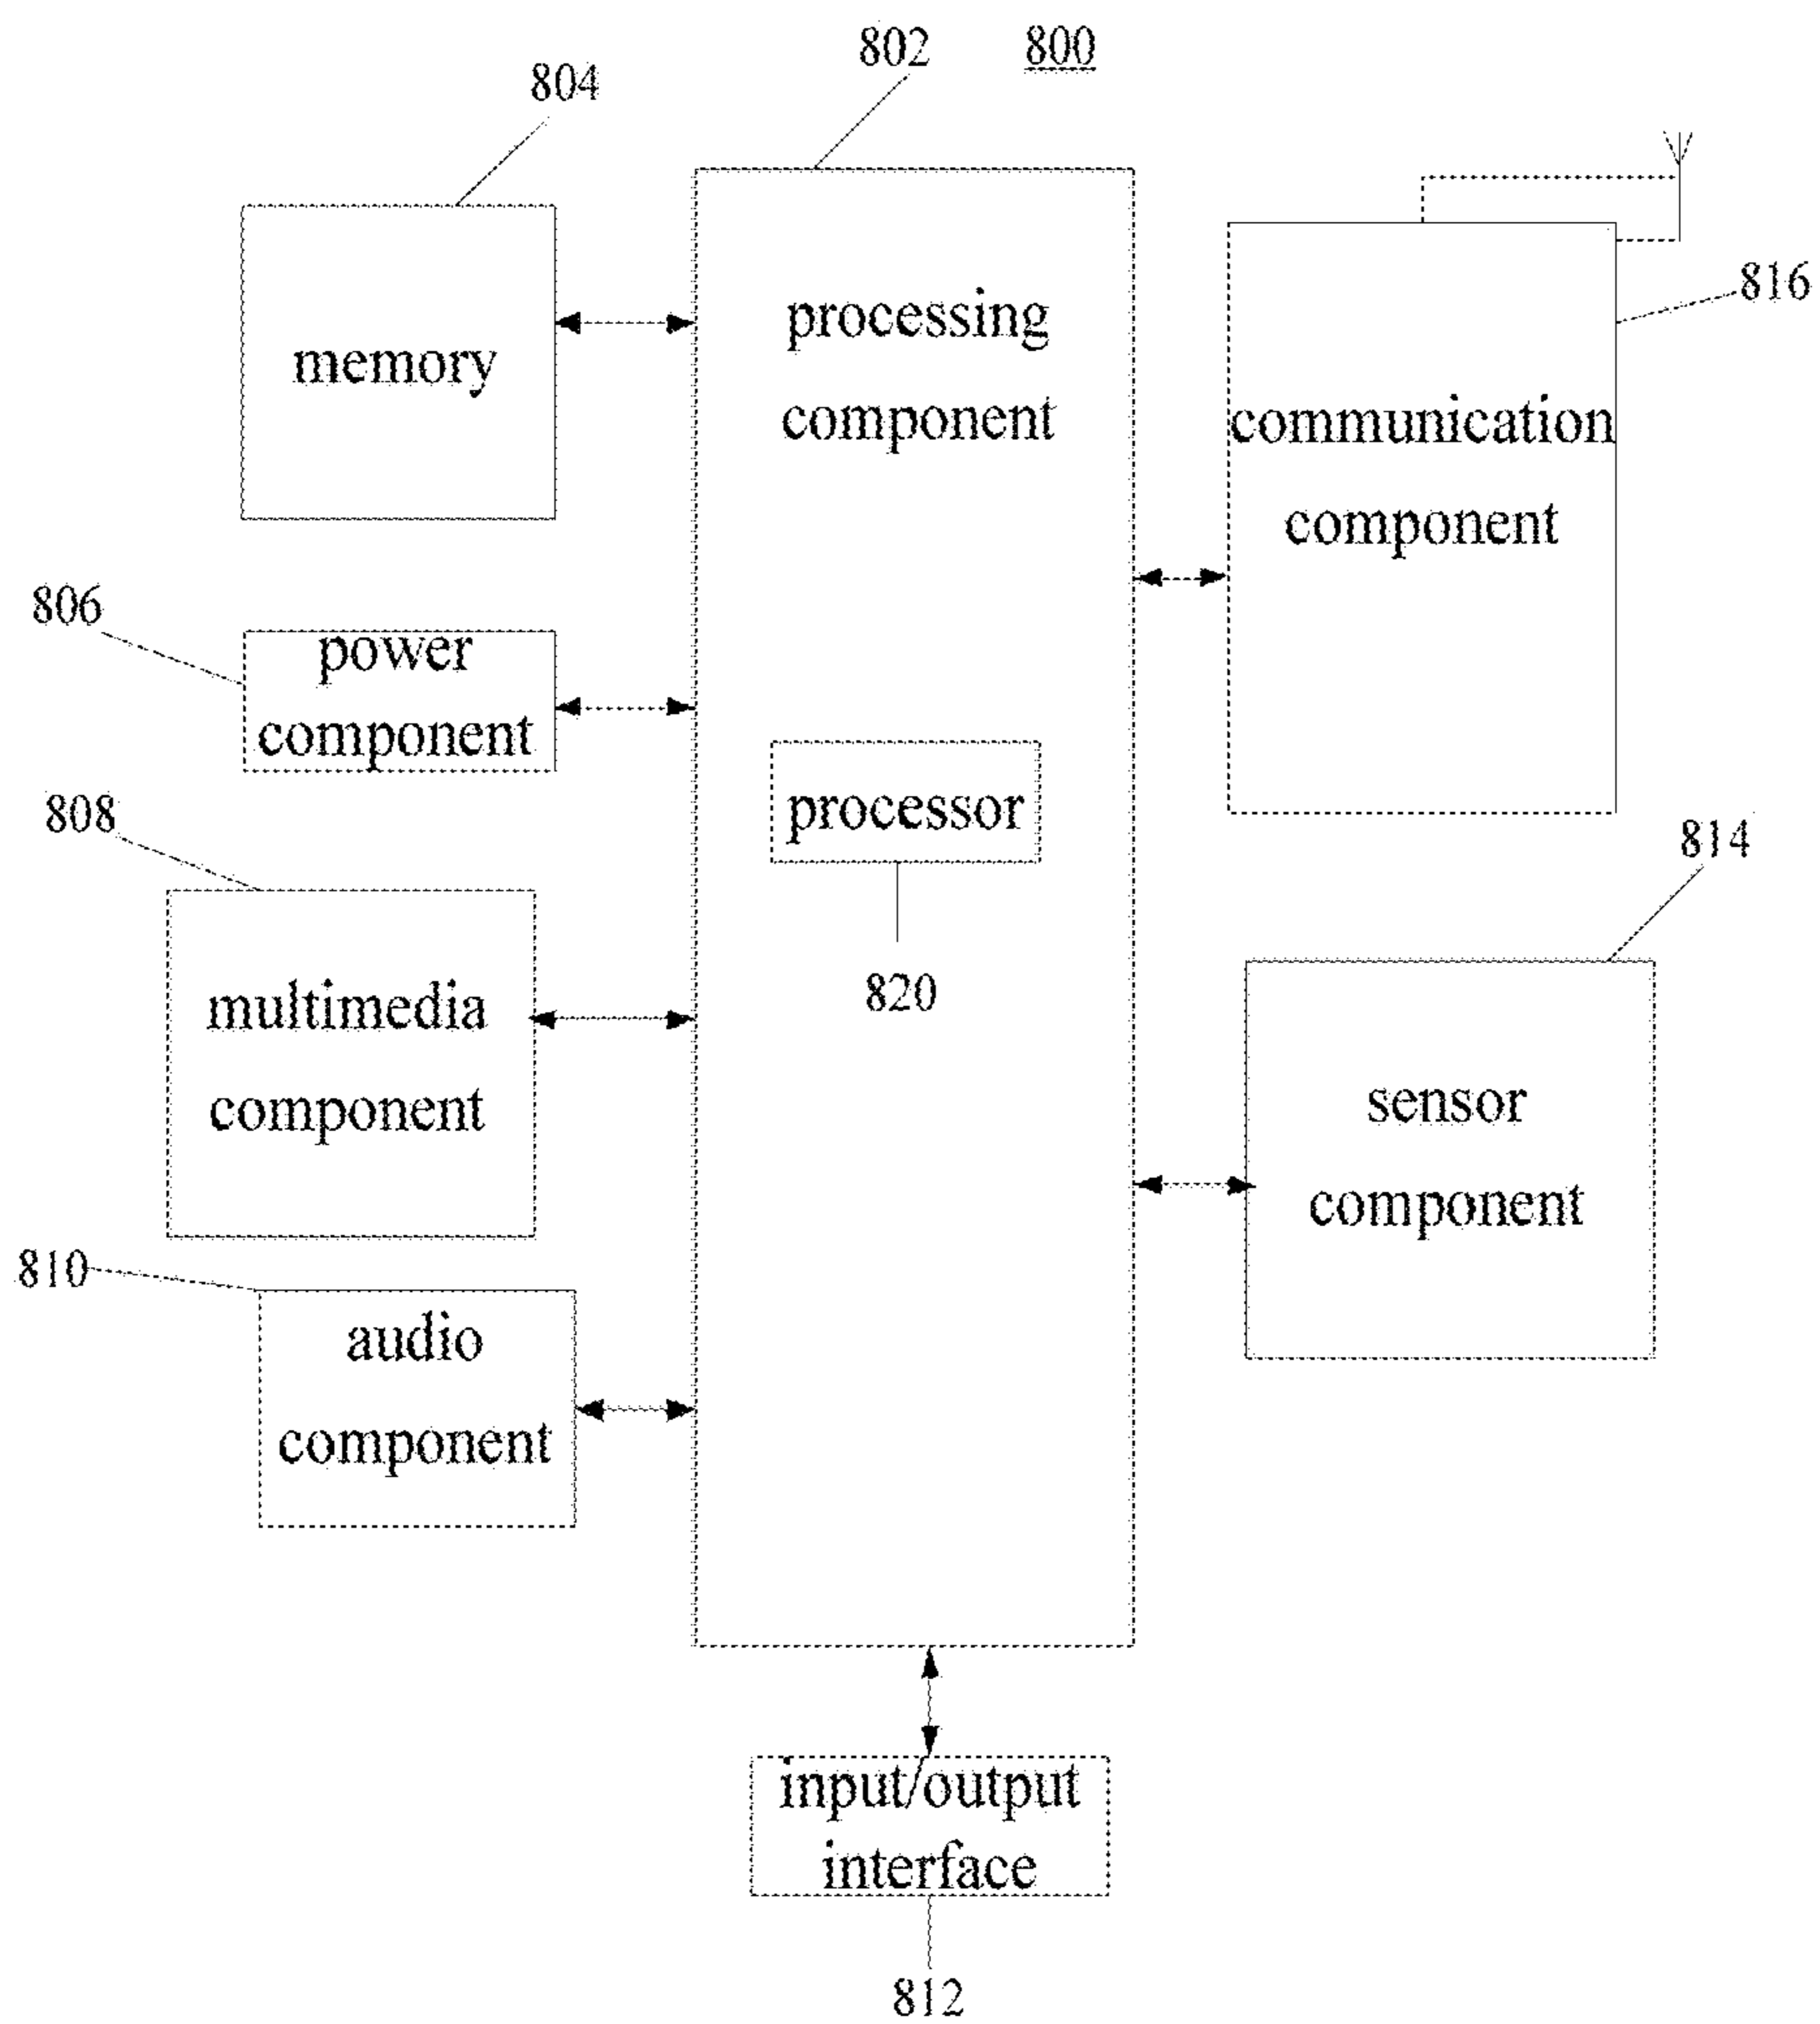 802
800
804
816
memory
processing
component
communication
component
806
power
component
808
processor
820
814
multimedia
component
sensor
component
810
audio
component
input/output
interface
812